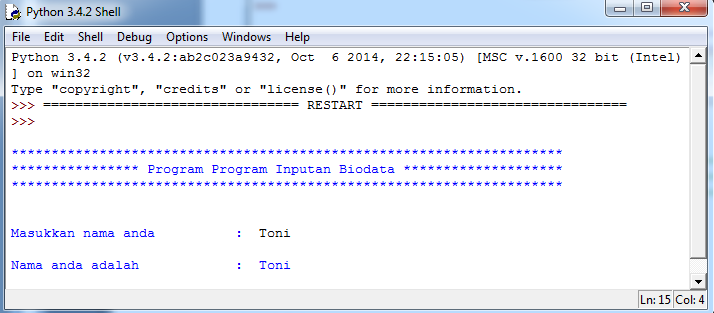 Python 3.4.2 Shell
File Edit Shell Debug Options Windows Help
Python 3.4.2 (v3.4.2:ab2c023a9432, Oct  6 2014, 22:15:05) [MSC v.1600 32 bit (Intel)
] on win32
Type "copyright", "credits" or "license()" for more information.
>>> ================================ RESTART ================================
>>>
*********************************************************************
**************** Program Program Inputan Biodata ********************
*********************************************************************
Masukkan nama anda          :  Toni
Nama anda adalah            :  Toni
Ln: 15 Col: 4